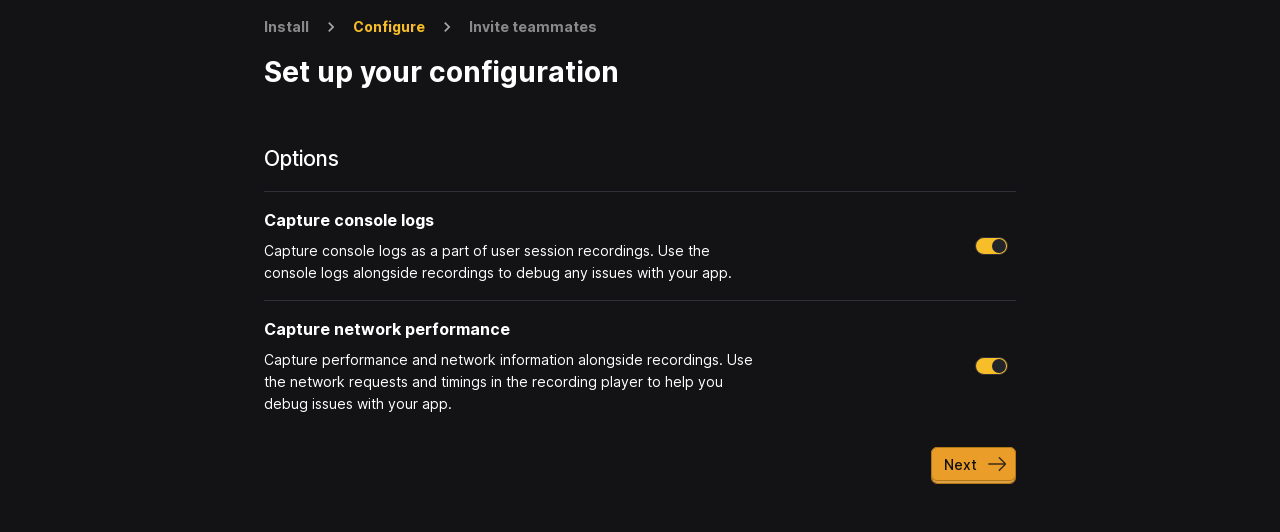 Install > Configure > Invite teammates
Set up your configuration
Options
Capture console logs
Capture console logs as a part of user session recordings. Use the
console logs alongside recordings to debug any issues with your app.
Capture network performance
Capture performance and network information alongside recordings. Use
the network requests and timings in the recording player to help you
debug issues with your app.
Next